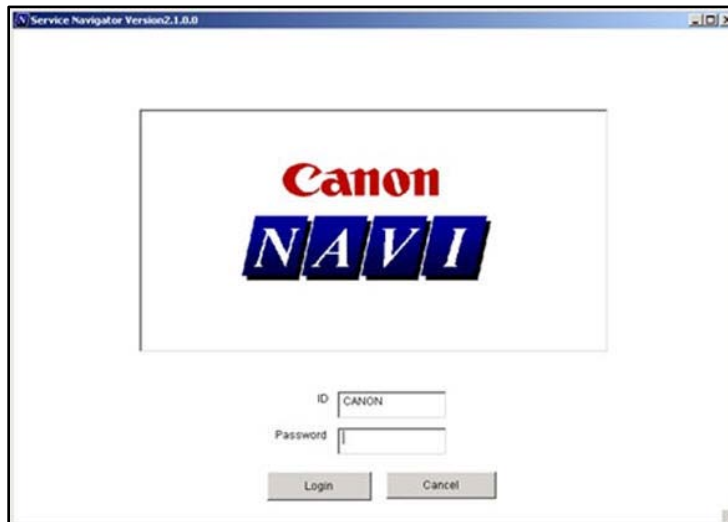 Service Navigator Version2.1.0.0
Canon
NAVI
ID CANON
Password
Login Cancel